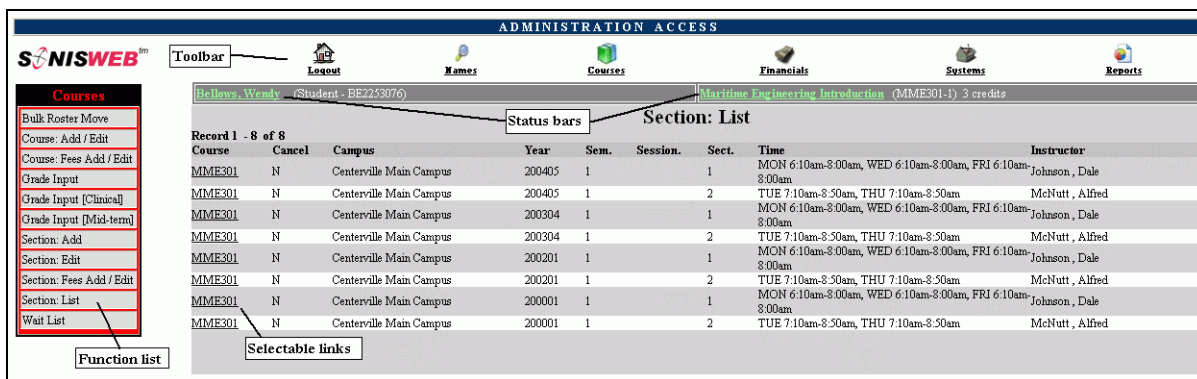 ADMINISTRATION ACCESS
SONISWEB tm
Toolbar
Logout Names Courses Financials Systems Reports
Courses
Bulk Roster Move
Course: Add / Edit
Course: Fees Add / Edit
Grade Input
Grade Input [Clinical]
Grade Input [Mid-term]
Section: Add
Section: Edit
Section: Fees Add / Edit
Section: List
Wait List
Function list
Bellows, Wendy (Student - BE2253076) Maritime Engineering Introduction (MME301-1) 3 credits
Status bars
Section: List
Record 1 - 8 of 8
Course Cancel Campus Year Sem. Session. Sect. Time Instructor
MME301 N Centerville Main Campus 200405 1 1 MON 6:10am-8:00am, WED 6:10am-8:00am, FRI 6:10am-8:00am Johnson , Dale
MME301 N Centerville Main Campus 200405 1 2 TUE 7:10am-8:50am, THU 7:10am-8:50am McNutt , Alfred
MME301 N Centerville Main Campus 200304 1 1 MON 6:10am-8:00am, WED 6:10am-8:00am, FRI 6:10am-8:00am Johnson , Dale
MME301 N Centerville Main Campus 200304 1 2 TUE 7:10am-8:50am, THU 7:10am-8:50am McNutt , Alfred
MME301 N Centerville Main Campus 200201 1 1 MON 6:10am-8:00am, WED 6:10am-8:00am, FRI 6:10am-8:00am Johnson , Dale
MME301 N Centerville Main Campus 200201 1 2 TUE 7:10am-8:50am, THU 7:10am-8:50am McNutt , Alfred
MME301 N Centerville Main Campus 200001 1 1 MON 6:10am-8:00am, WED 6:10am-8:00am, FRI 6:10am-8:00am Johnson , Dale
MME301 N Centerville Main Campus 200001 1 2 TUE 7:10am-8:50am, THU 7:10am-8:50am McNutt , Alfred
Selectable links